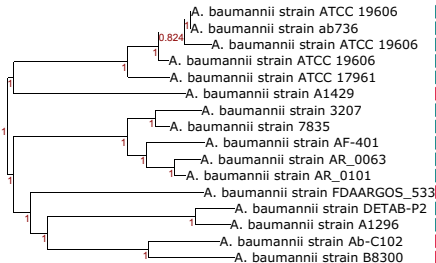 A. baumannii strain ATCC 19606
A. baumannii strain ab736
0.824
A. baumannii strain ATCC 19606
1
A. baumannii strain ATCC 19606
1
A. baumannii strain ATCC 17961
1
A. baumannii strain A1429
A. baumannii strain 3207
1
A. baumannii strain 7835
1
1
A. baumannii strain AF-401
1
A. baumannii strain AR_0063
1
A. baumannii strain AR_0101
1
A. baumannii strain FDAARGOS_533
1
A. baumannii strain DETAB-P2
1
A. baumannii strain A1296
1
A. baumannii strain Ab-C102
1
A. baumannii strain B8300